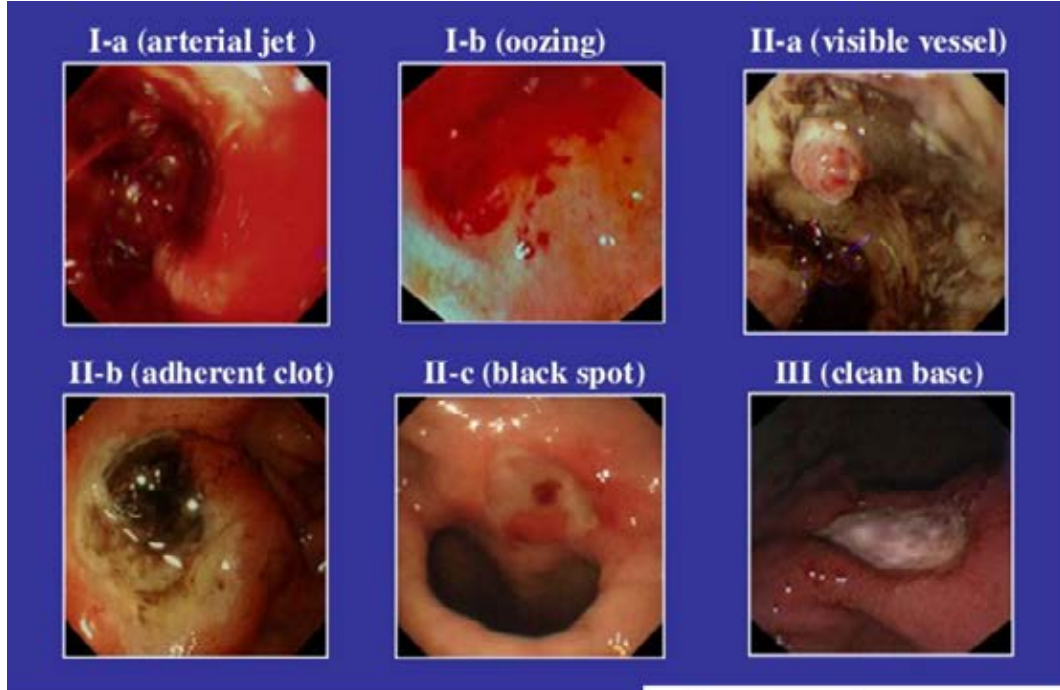 I-a (arterial jet )
I-b (oozing)
II-a (visible vessel)
II-b (adherent clot)
II-c (black spot)
III (clean base)